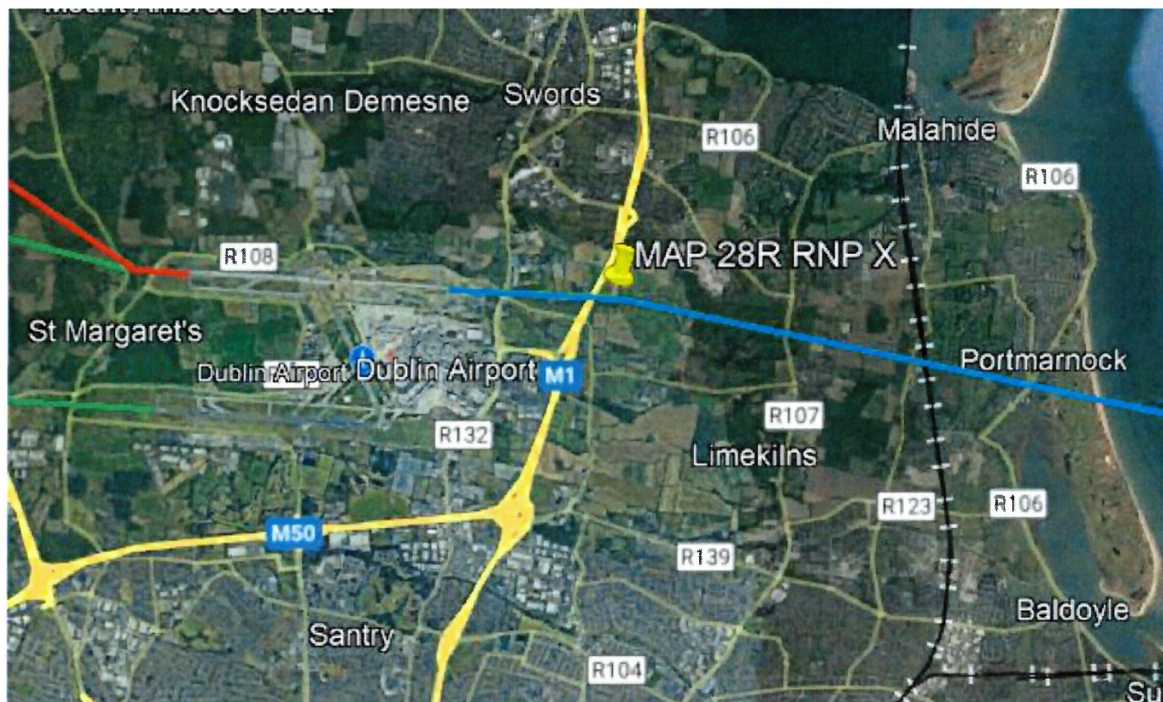 Knocksedan Demesne
Swords
R106
Malahide
R106
R108
MAP 28R RNP X
St Margaret's
Dublin Airport
Dublin Airport
M1
Portmarnock
R132
R107
Limekilns
R123
R106
M50
R139
Baldoyle
Santry
R104